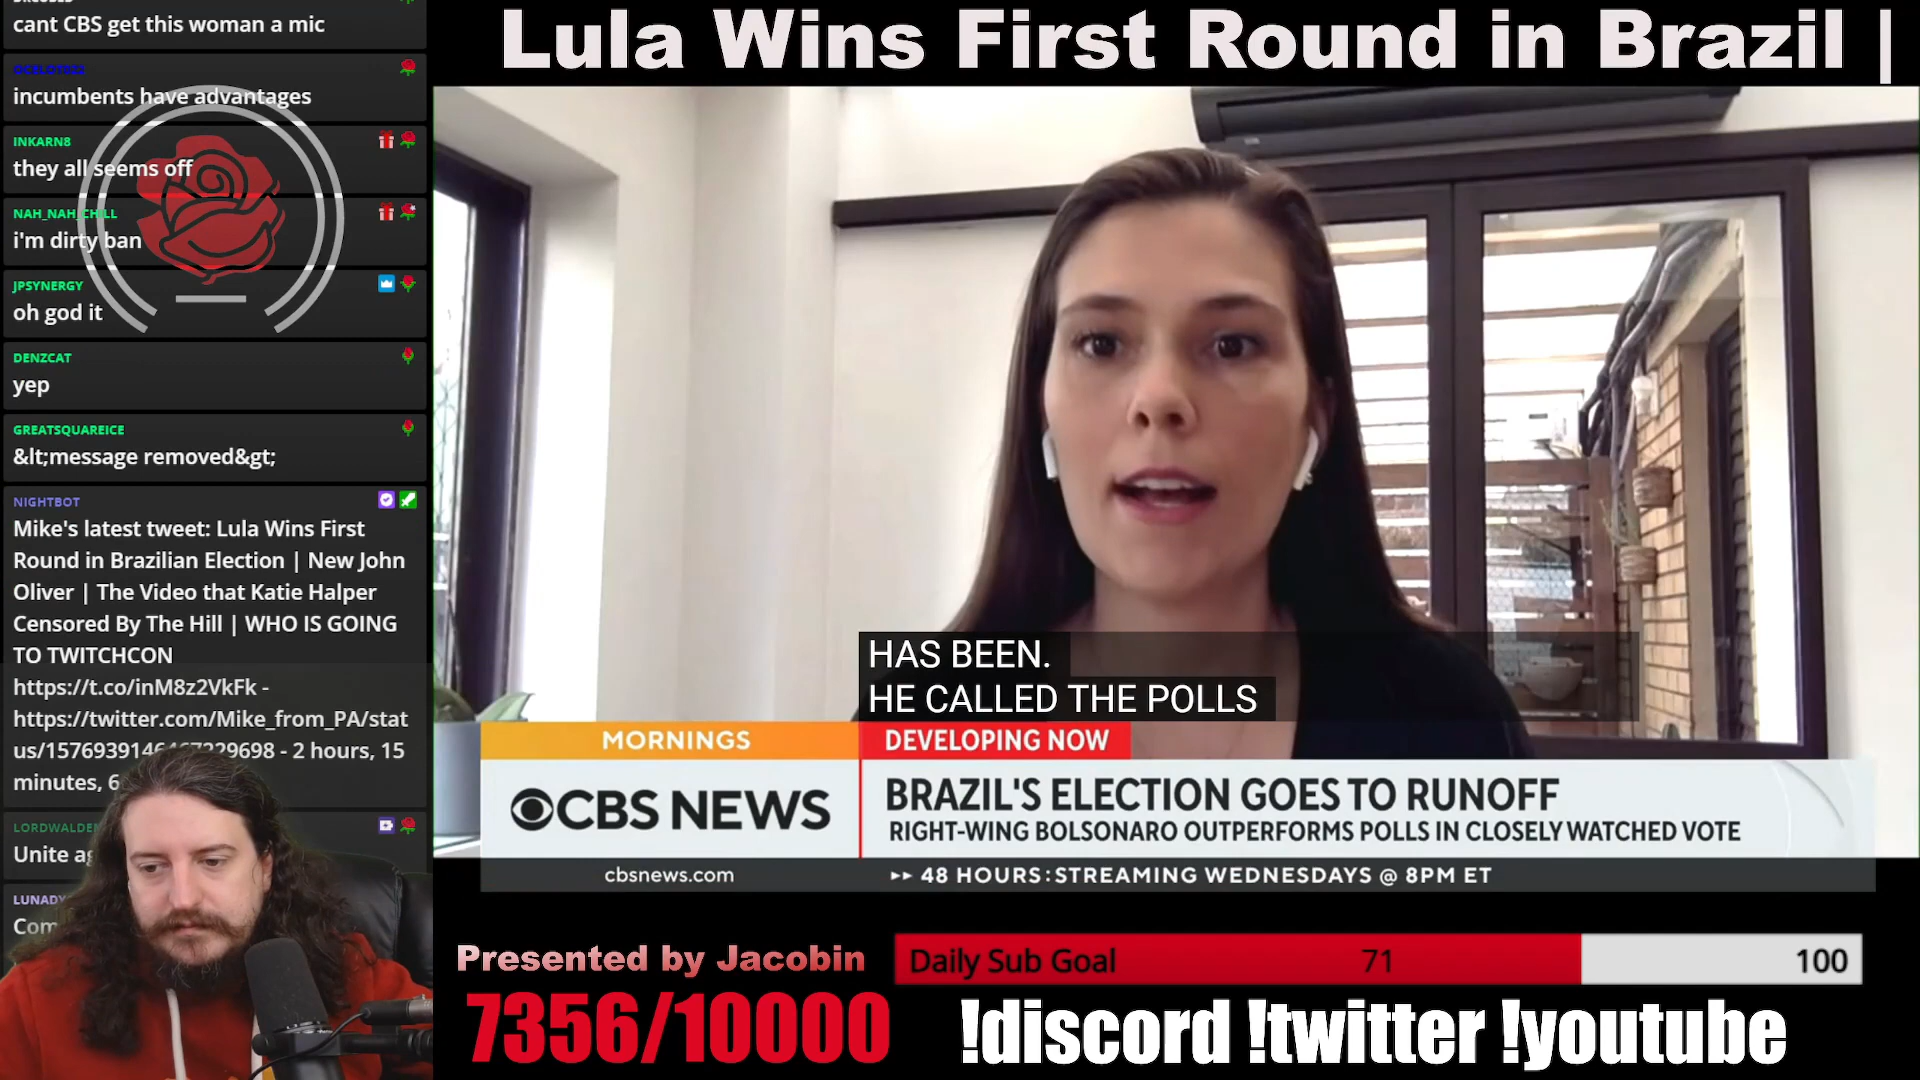 cant CBS get this woman a mic
incumbents have advantages
INKARN8
they all seems off
NAH_NAH_CHILL
i'm dirty ban
JPSYNERGY
oh god it
DENZCAT
yep
GREATSQUAREICE
&lt;message removed&gt;
NIGHTBOT
Mike's latest tweet: Lula Wins First
Round in Brazilian Election | New John
Oliver | The Video that Katie Halper
Censored By The Hill | WHO IS GOING
TO TWITCHCON
https://t.co/inM8z2VkFk -
https://twitter.com/Mike_from_PA/stat
- 2 hours, 15
minutes, 6
Unite
Lula Wins First Round in Brazil |
HAS BEEN.
HE CALLED THE POLLS
MORNINGS
DEVELOPING NOW
CBS NEWS
BRAZIL'S ELECTION GOES TO RUNOFF
RIGHT-WING BOLSONARO OUTPERFORMS POLLS IN CLOSELY WATCHED VOTE
cbsnews.com
48 HOURS: STREAMING WEDNESDAYS @ 8PM ET
Presented by Jacobin
Daily Sub Goal 71 100
7356/10000
!discord !twitter !youtube